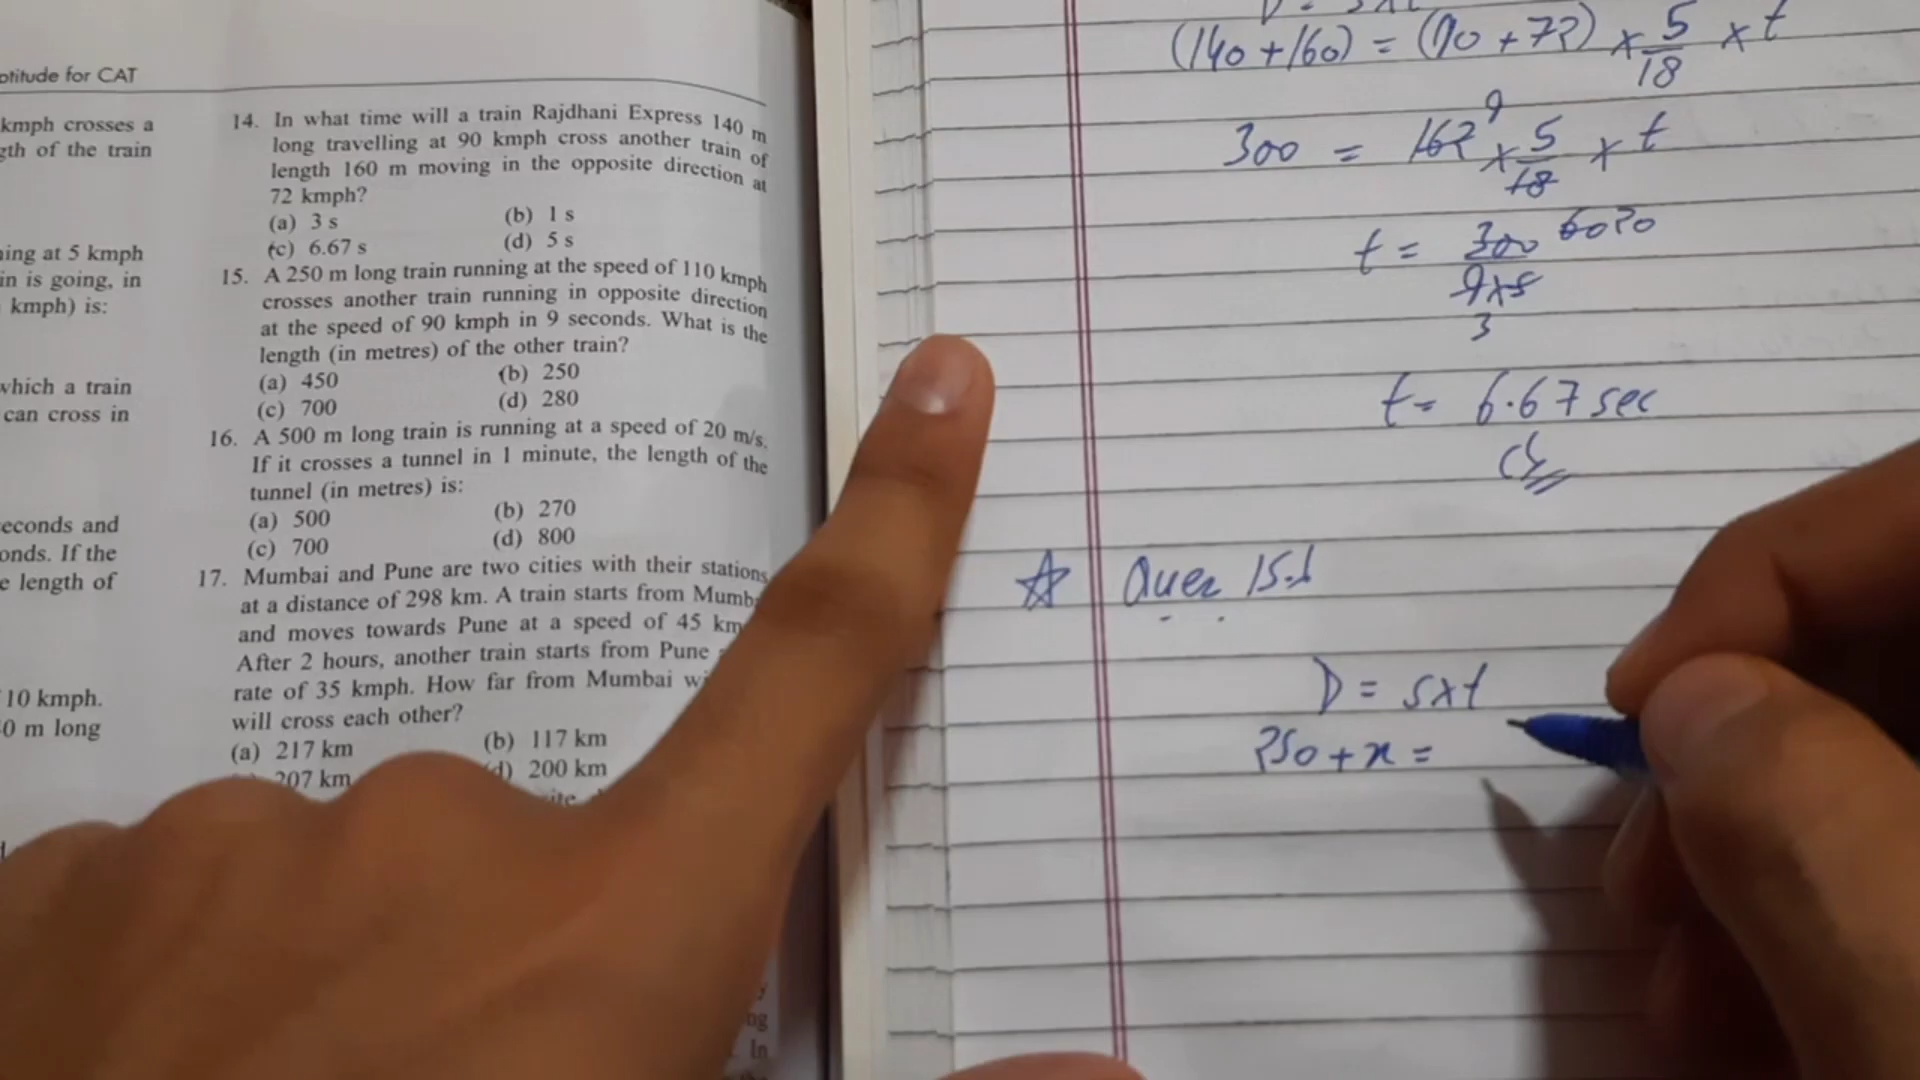 ptitude for CAT
kmph crosses a
gth of the train
ning at 5 kmph
in is going, in
kmph) is:
which a train
can cross in
econds and
onds. If the
e length of
10 kmph.
0 m long
14. In what time will a train Rajdhani Express 140 m
long travelling at 90 kmph cross another train of
length 160 m moving in the opposite direction at
72 kmph?
(a) 3 s (b) 1 s
(c) 6.67 s (d) 5 s
15. A 250 m long train running at the speed of 110 kmph
crosses another train running in opposite direction
at the speed of 90 kmph in 9 seconds. What is the
length (in metres) of the other train?
(a) 450 (b) 250
(c) 700 (d) 280
16. A 500 m long train is running at a speed of 20 m/s.
If it crosses a tunnel in 1 minute, the length of the
tunnel (in metres) is:
(a) 500 (b) 270
(c) 700 (d) 800
17. Mumbai and Pune are two cities with their stations
at a distance of 298 km. A train starts from Mumb
and moves towards Pune at a speed of 45 km
After 2 hours, another train starts from Pune
rate of 35 kmph. How far from Mumbai wi
will cross each other?
(a) 217 km (b) 117 km
207 km (d) 200 km
ng
In
(140+160) = (90+72) × 5/18 × t
300 = 162 9 × 5/18 × t
t = 300/9×5 60 20
3
t = 6.67 sec
☆ Ques 15.
D = s×t
250 + x =